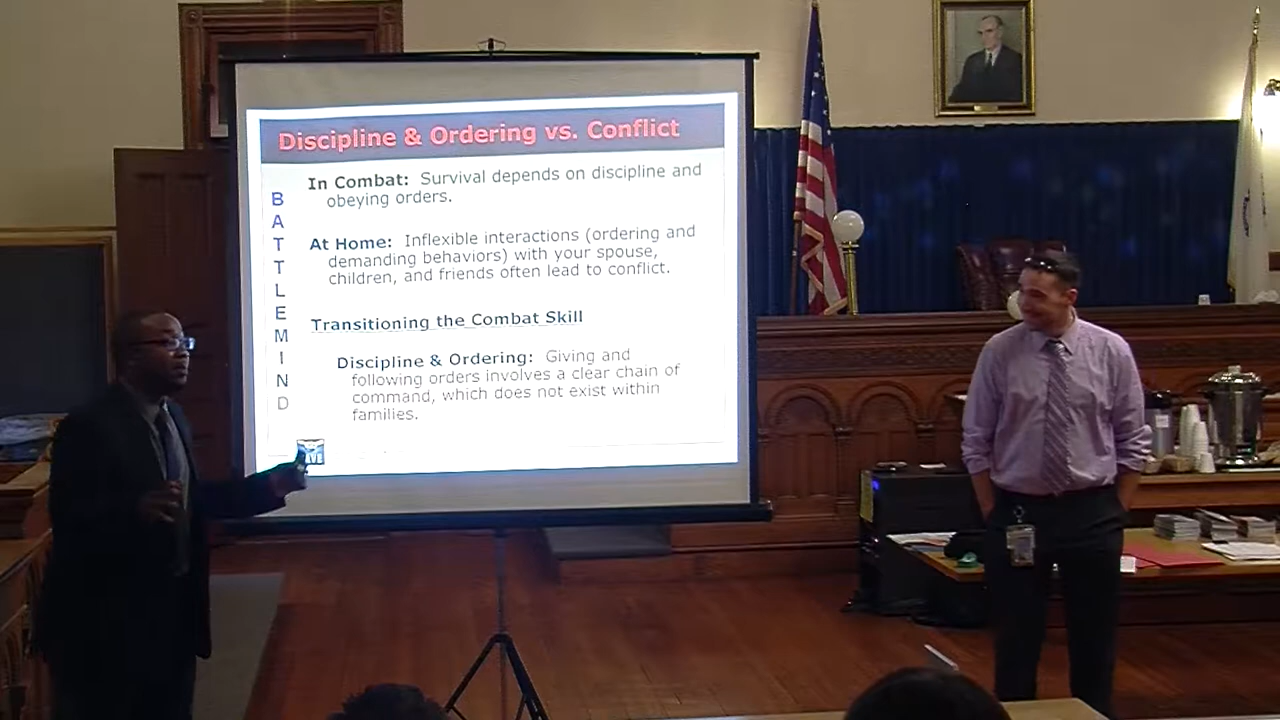 Discipline & Ordering vs. Conflict
BATTLEMIND
In Combat: Survival depends on discipline and
obeying orders.
At Home: Inflexible interactions (ordering and
demanding behaviors) with your spouse,
children, and friends often lead to conflict.
Transitioning the Combat Skill
Discipline & Ordering: Giving and
following orders involves a clear chain of
command, which does not exist within
families.